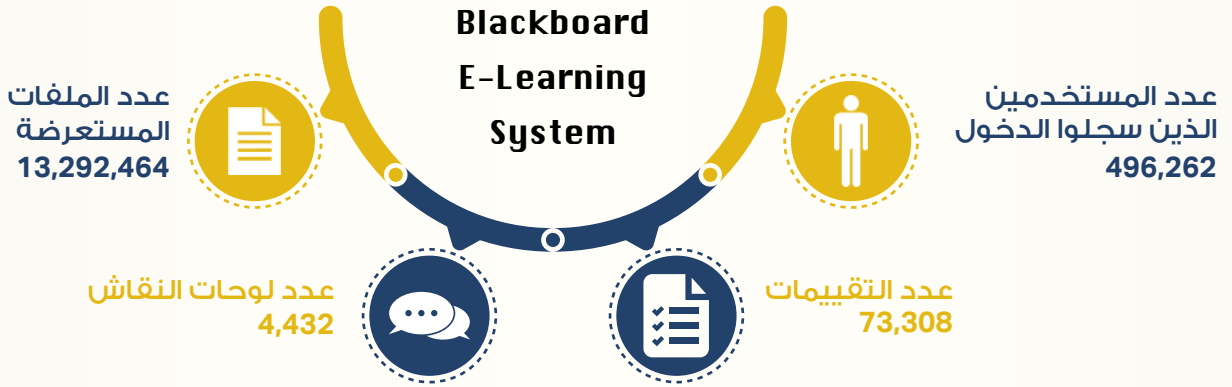 Blackboard
E-Learning
System
عدد المستخدمين
الذين سجلوا الدخول
496,262
عدد الملفات
المستعرضة
13,292,464
عدد التقييمات
73,308
عدد لوحات النقاش
4,432